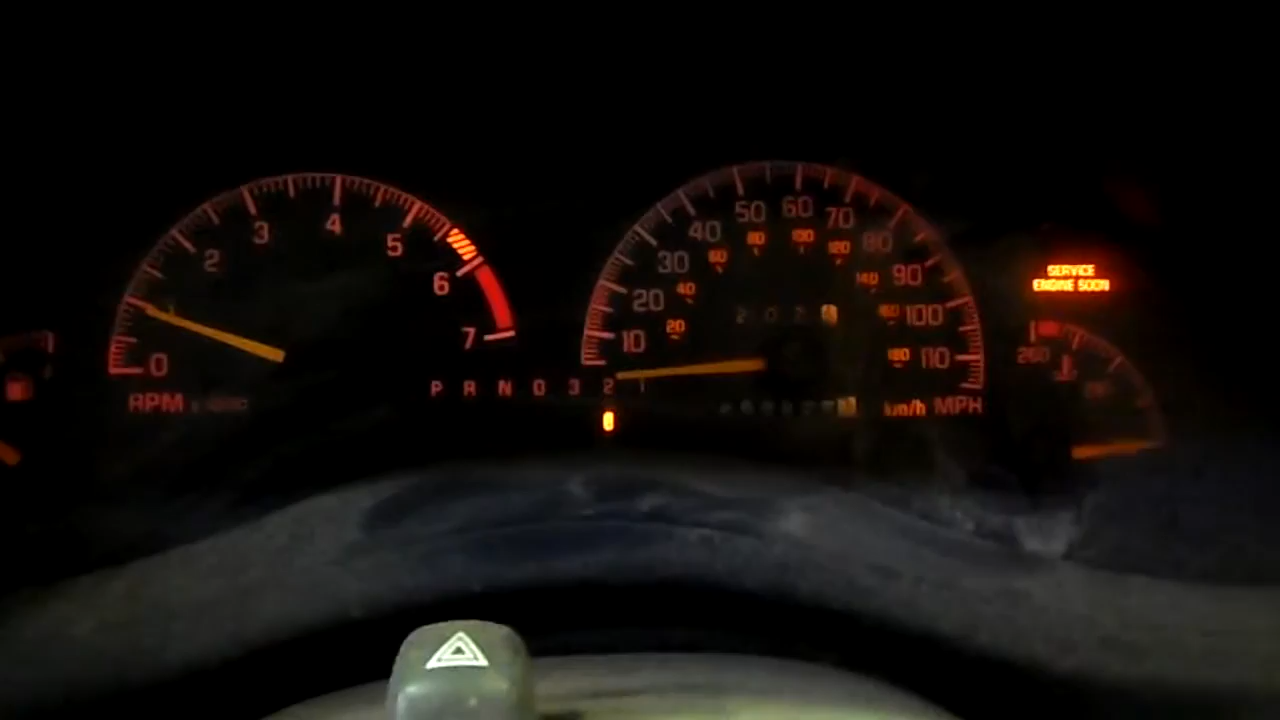 0 1 2 3 4 5 6 7
RPM
P R N D 3 2 1
10 20 30 40 50 60 70 80 90 100 110
20 40 60 80 100 120 140 160 180
km/h MPH
SERVICE
ENGINE SOON
260